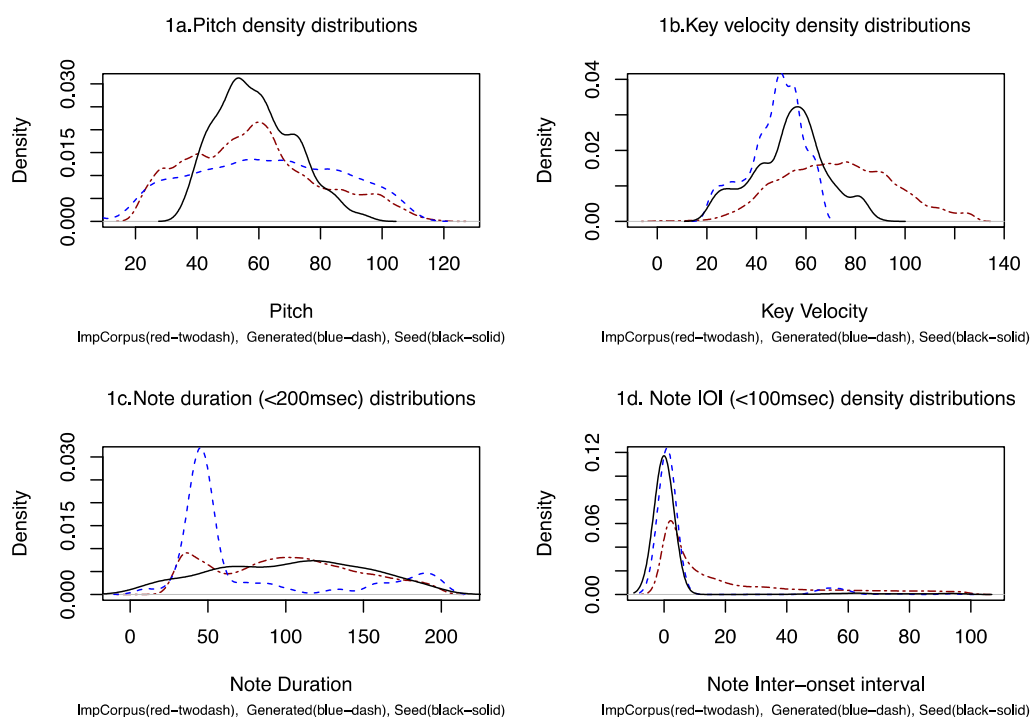 1a.Pitch density distributions
Density
0.000 0.015 0.030
20 40 60 80 100 120
Pitch
ImpCorpus(red−twodash), Generated(blue−dash), Seed(black−solid)
1b.Key velocity density distributions
Density
0.00 0.02 0.04
0 20 40 60 80 100 140
Key Velocity
ImpCorpus(red−twodash), Generated(blue−dash), Seed(black−solid)
1c.Note duration (<200msec) distributions
Density
0.000 0.015 0.030
0 50 100 150 200
Note Duration
ImpCorpus(red−twodash), Generated(blue−dash), Seed(black−solid)
1d. Note IOI (<100msec) density distributions
Density
0.00 0.06 0.12
0 20 40 60 80 100
Note Inter−onset interval
ImpCorpus(red−twodash), Generated(blue−dash), Seed(black−solid)